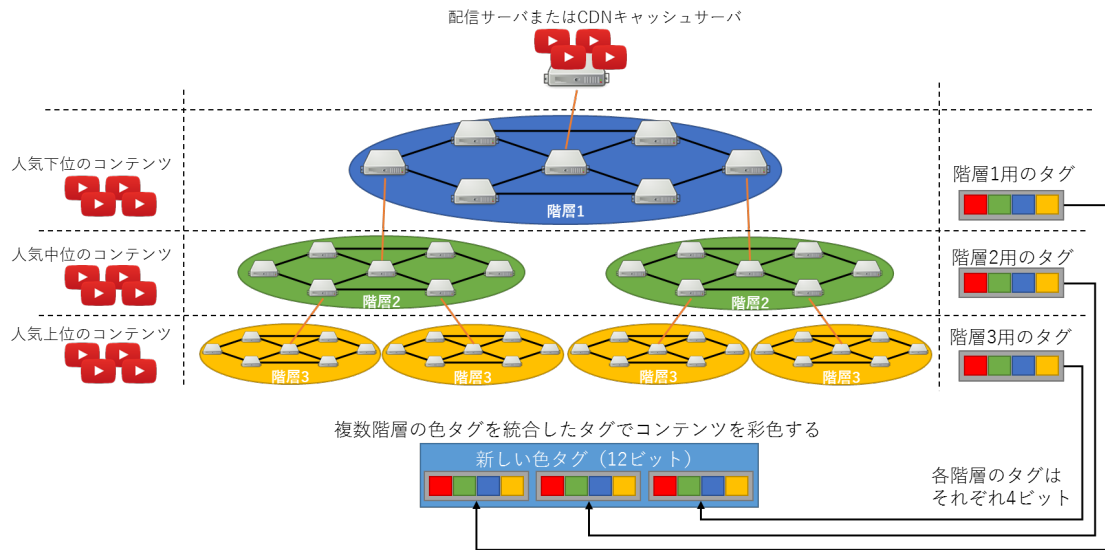 配信サーバまたはCDNキャッシュサーバ
人気下位のコンテンツ
階層1
階層1用のタグ
人気中位のコンテンツ
階層2
階層2
階層2用のタグ
人気上位のコンテンツ
階層3
階層3
階層3
階層3
階層3用のタグ
複数階層の色タグを統合したタグでコンテンツを彩色する
新しい色タグ（12ビット）
各階層のタグは
それぞれ4ビット